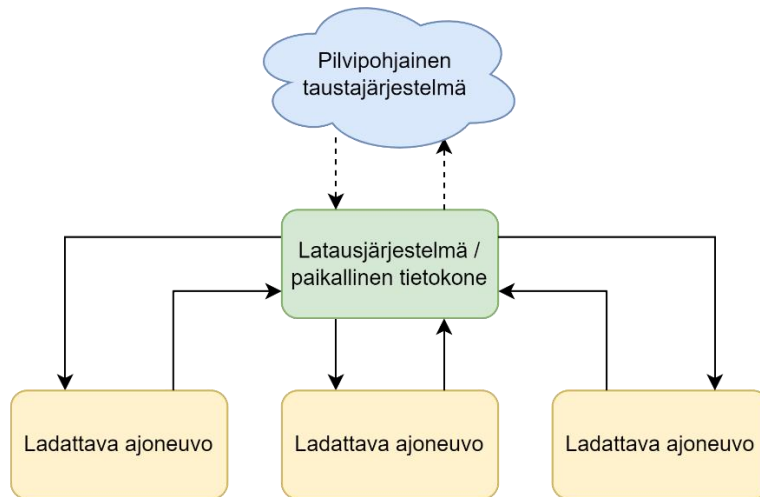 Pilvipohjainen
taustajärjestelmä
Latausjärjestelmä /
paikallinen tietokone
Ladattava ajoneuvo
Ladattava ajoneuvo
Ladattava ajoneuvo